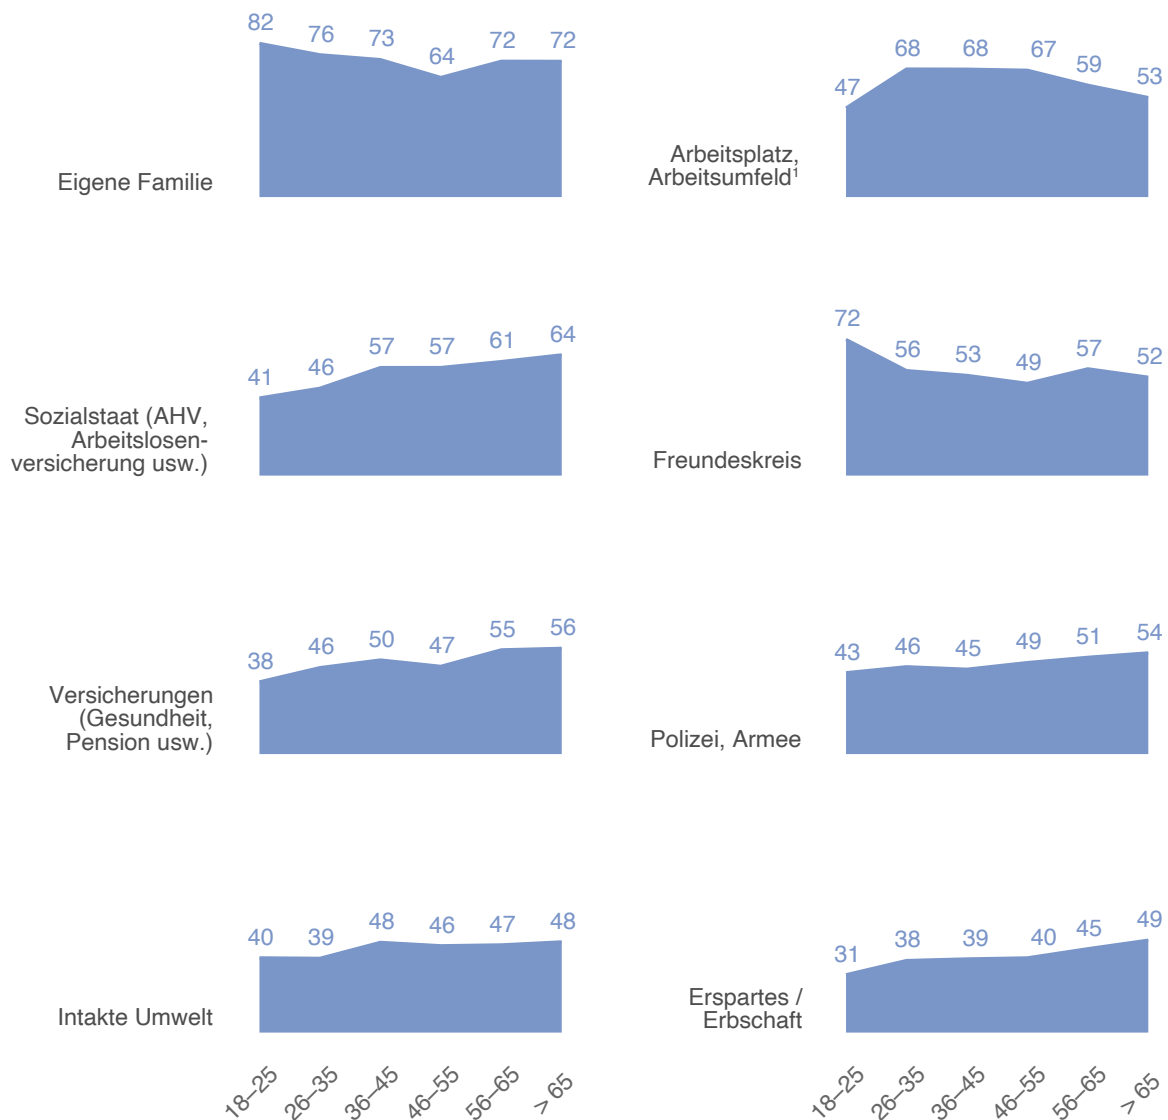 82 76 73 64 72 72
Eigene Familie
47 68 68 67 59 53
Arbeitsplatz,
Arbeitsumfeld¹
41 46 57 57 61 64
Sozialstaat (AHV,
Arbeitslosen-
versicherung usw.)
72 56 53 49 57 52
Freundeskreis
38 46 50 47 55 56
Versicherungen
(Gesundheit,
Pension usw.)
43 46 45 49 51 54
Polizei, Armee
40 39 48 46 47 48
Intakte Umwelt
31 38 39 40 45 49
Erspartes /
Erbschaft
18–25 26–35 36–45 46–55 56–65 > 65
18–25 26–35 36–45 46–55 56–65 > 65